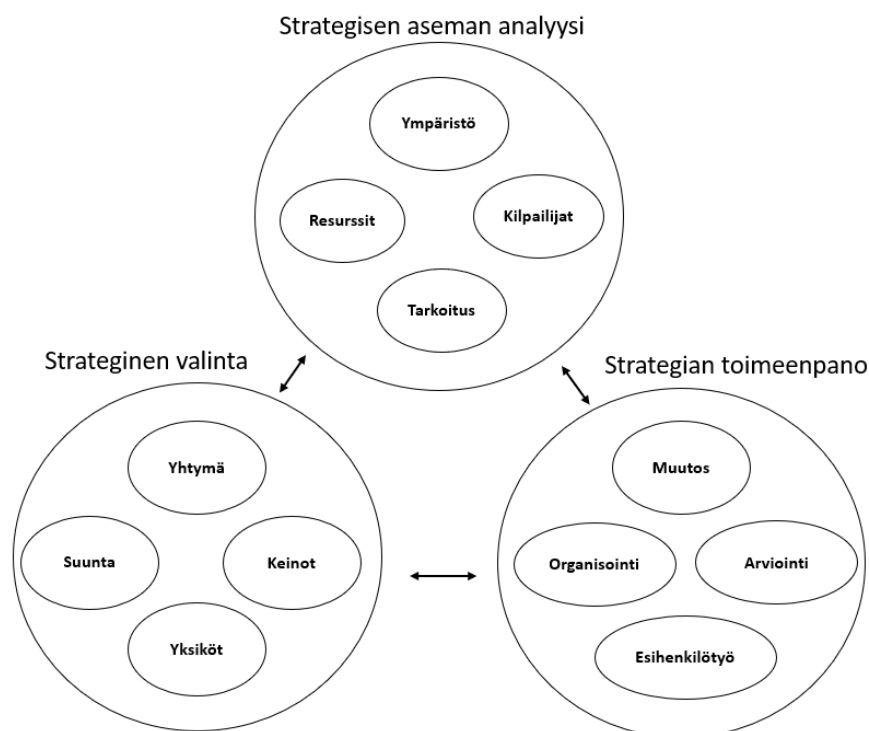 Strategisen aseman analyysi
Ympäristö
Resurssit
Kilpailijat
Tarkoitus
Strateginen valinta
Yhtymä
Suunta
Keinot
Yksiköt
Strategian toimeenpano
Muutos
Organisointi
Arviointi
Esihenkilötyö